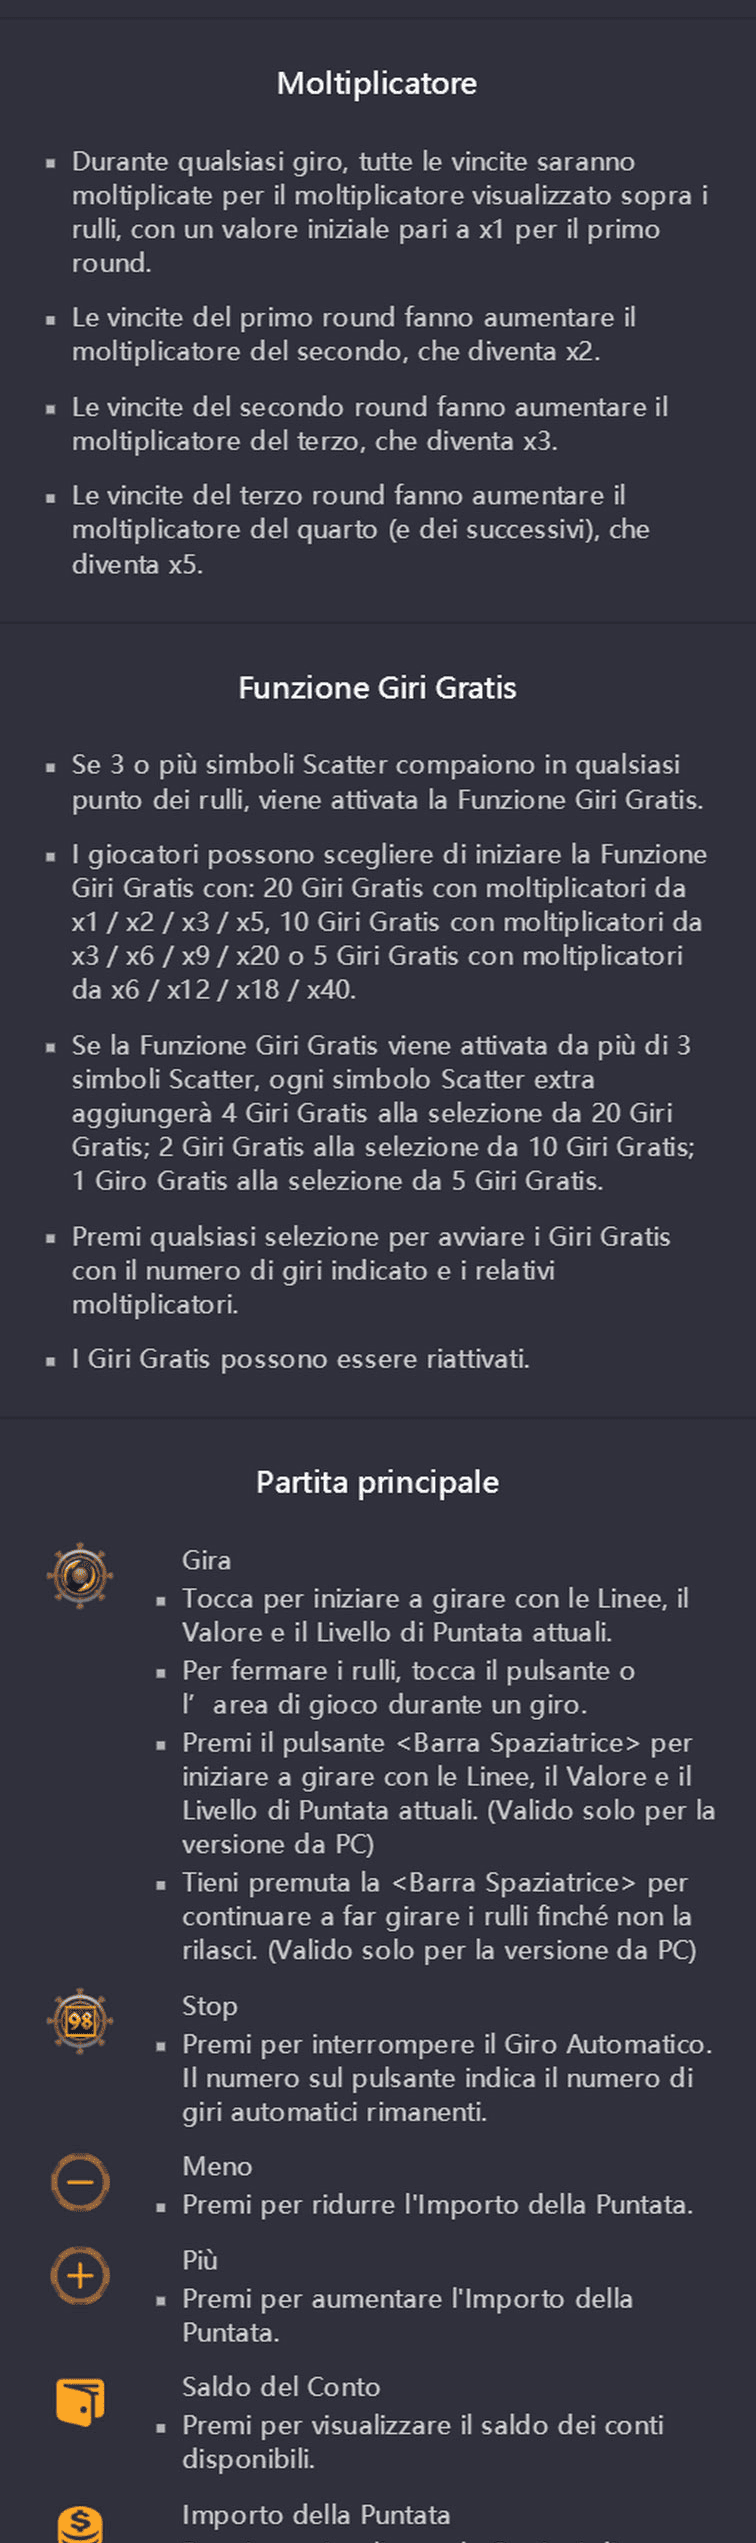 Moltiplicatore
▪ Durante qualsiasi giro, tutte le vincite saranno
moltiplicate per il moltiplicatore visualizzato sopra i
rulli, con un valore iniziale pari a x1 per il primo
round.
▪ Le vincite del primo round fanno aumentare il
moltiplicatore del secondo, che diventa x2.
▪ Le vincite del secondo round fanno aumentare il
moltiplicatore del terzo, che diventa x3.
▪ Le vincite del terzo round fanno aumentare il
moltiplicatore del quarto (e dei successivi), che
diventa x5.
Funzione Giri Gratis
▪ Se 3 o più simboli Scatter compaiono in qualsiasi
punto dei rulli, viene attivata la Funzione Giri Gratis.
▪ I giocatori possono scegliere di iniziare la Funzione
Giri Gratis con: 20 Giri Gratis con moltiplicatori da
x1 / x2 / x3 / x5, 10 Giri Gratis con moltiplicatori da
x3 / x6 / x9 / x20 o 5 Giri Gratis con moltiplicatori
da x6 / x12 / x18 / x40.
▪ Se la Funzione Giri Gratis viene attivata da più di 3
simboli Scatter, ogni simbolo Scatter extra
aggiungerà 4 Giri Gratis alla selezione da 20 Giri
Gratis; 2 Giri Gratis alla selezione da 10 Giri Gratis;
1 Giro Gratis alla selezione da 5 Giri Gratis.
▪ Premi qualsiasi selezione per avviare i Giri Gratis
con il numero di giri indicato e i relativi
moltiplicatori.
▪ I Giri Gratis possono essere riattivati.
Partita principale
Gira
▪ Tocca per iniziare a girare con le Linee, il
Valore e il Livello di Puntata attuali.
▪ Per fermare i rulli, tocca il pulsante o
l’ area di gioco durante un giro.
▪ Premi il pulsante <Barra Spaziatrice> per
iniziare a girare con le Linee, il Valore e il
Livello di Puntata attuali. (Valido solo per la
versione da PC)
▪ Tieni premuta la <Barra Spaziatrice> per
continuare a far girare i rulli finché non la
rilasci. (Valido solo per la versione da PC)
98
Stop
▪ Premi per interrompere il Giro Automatico.
Il numero sul pulsante indica il numero di
giri automatici rimanenti.
Meno
▪ Premi per ridurre l'Importo della Puntata.
Più
▪ Premi per aumentare l'Importo della
Puntata.
Saldo del Conto
▪ Premi per visualizzare il saldo dei conti
disponibili.
Importo della Puntata